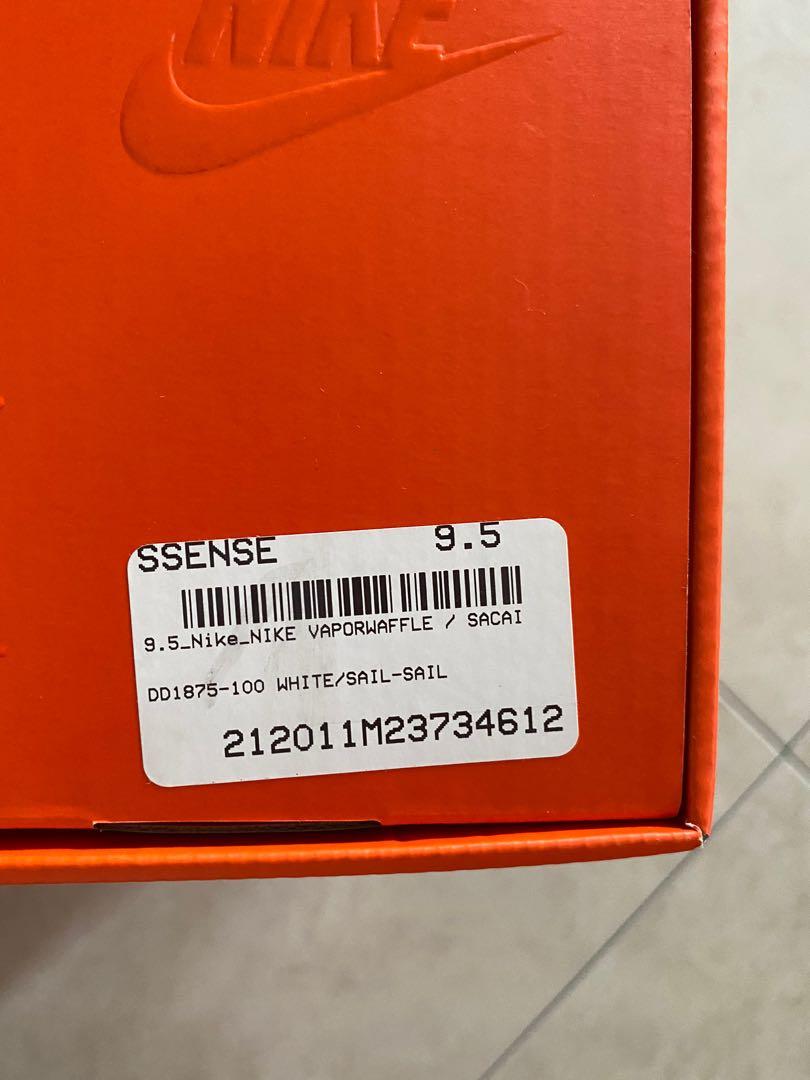 NIKE
SSENSE 9.5
9.5_Nike_NIKE VAPORWAFFLE / SACAI
DD1875-100 WHITE/SAIL-SAIL
212011M23734612